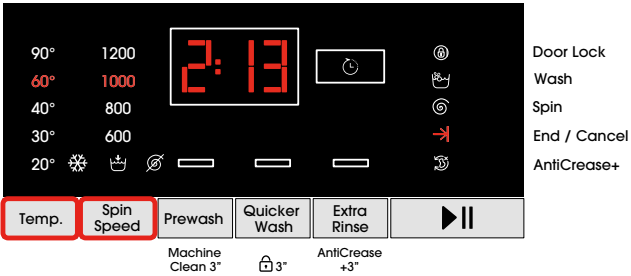 90° 1200 2:13 Door Lock
60° 1000 Wash
40° 800 Spin
30° 600 End / Cancel
20° AntiCrease+
Temp. Spin Speed Prewash Quicker Wash Extra Rinse
Machine Clean 3" 3" AntiCrease +3"